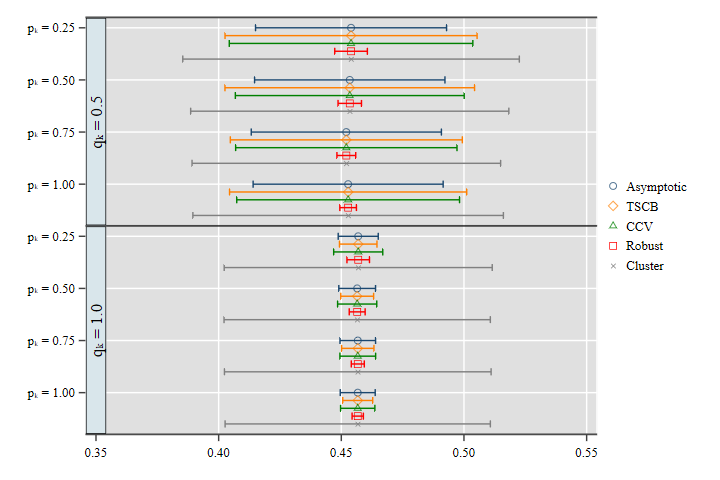 qₖ = 0.5
pₖ = 0.25
pₖ = 0.50
pₖ = 0.75
pₖ = 1.00
qₖ = 1.0
pₖ = 0.25
pₖ = 0.50
pₖ = 0.75
pₖ = 1.00
0.35 0.40 0.45 0.50 0.55
Asymptotic
TSCB
CCV
Robust
Cluster